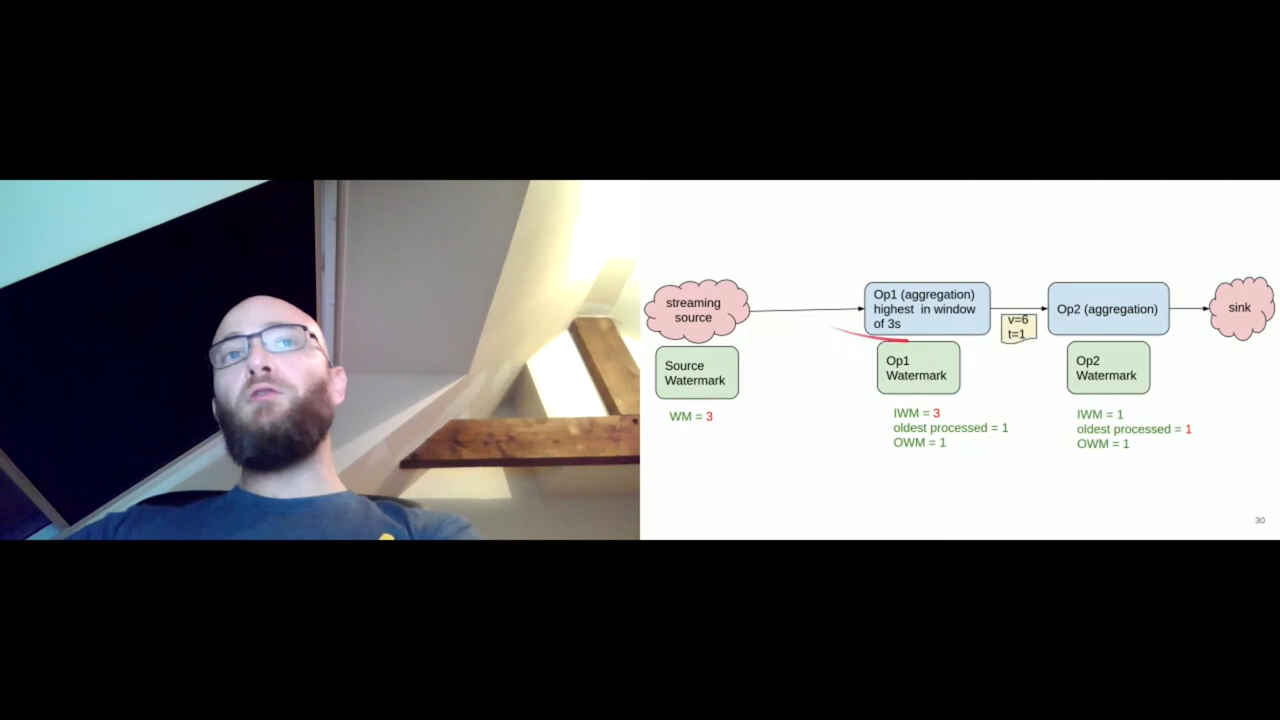 streaming
source
Op1 (aggregation)
highest in window
of 3s
v=6
t=1
Op2 (aggregation)
sink
Source
Watermark
WM = 3
Op1
Watermark
IWM = 3
oldest processed = 1
OWM = 1
Op2
Watermark
IWM = 1
oldest processed = 1
OWM = 1
30